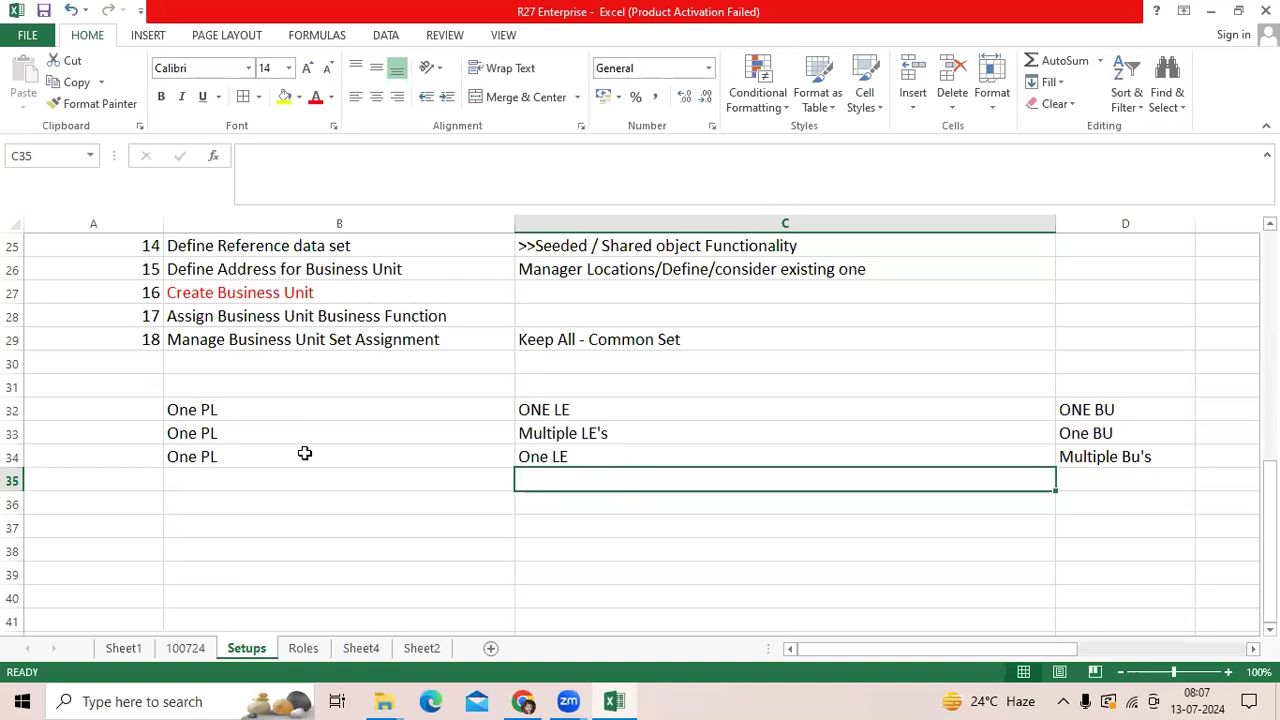 R27 Enterprise - Excel (Product Activation Failed)
FILE HOME INSERT PAGE LAYOUT FORMULAS DATA REVIEW VIEW Sign in
Cut
Copy
Format Painter
Paste
Clipboard
Calibri 14
B I U
Font
Wrap Text
Merge & Center
Alignment
General
Number
Conditional Formatting
Format as Table
Cell Styles
Styles
Insert Delete Format
Cells
AutoSum
Fill
Clear
Sort & Filter
Find & Select
Editing
C35 fx
A B C D
25 14 Define Reference data set >>Seeded / Shared object Functionality
26 15 Define Address for Business Unit Manager Locations/Define/consider existing one
27 16 Create Business Unit
28 17 Assign Business Unit Business Function
29 18 Manage Business Unit Set Assignment Keep All - Common Set
30
31
32 One PL ONE LE ONE BU
33 One PL Multiple LE's One BU
34 One PL One LE Multiple Bu's
35
36
37
38
39
40
41
Sheet1 100724 Setups Roles Sheet4 Sheet2
READY 100%
Type here to search 24°C Haze 08:07
13-07-2024